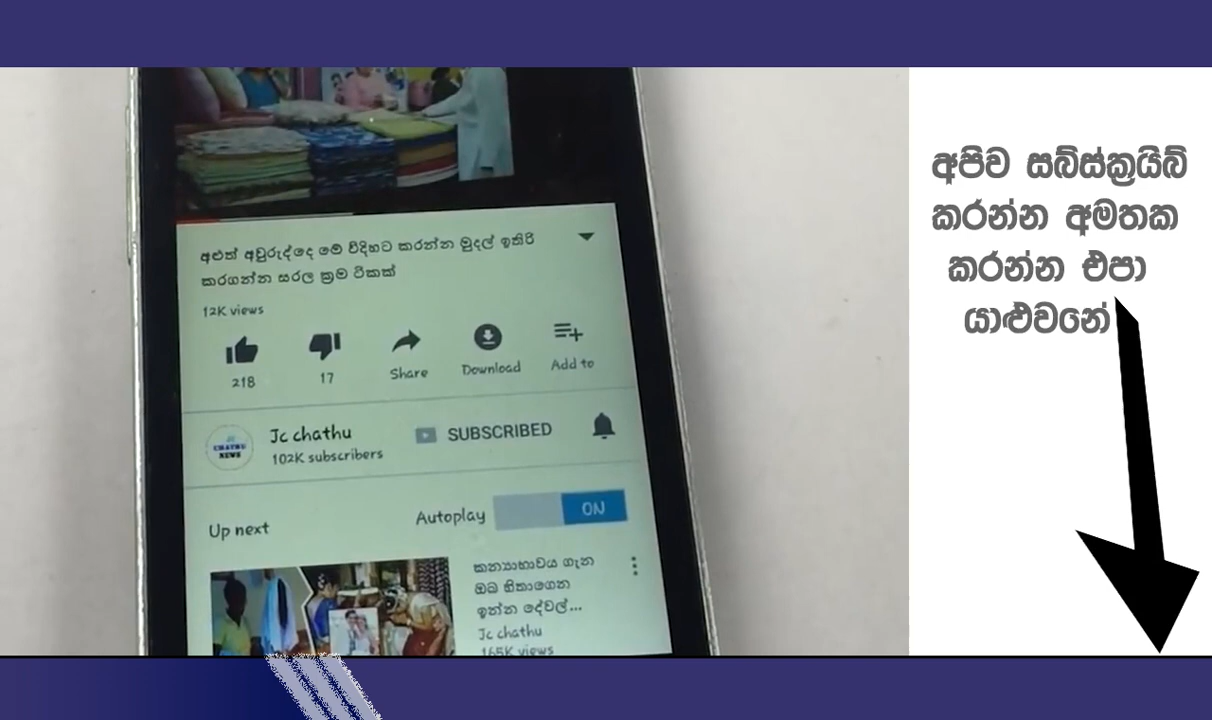 අළුත් අවුරුද්දෙ මේ විදිහට කරන්න මුදල් ඉතිරි
කරගන්න සරල ක්‍රම ටිකක්
12K views
218
17
Share
Download
Add to
CHATHU
NEWS
Jc chathu
102K subscribers
SUBSCRIBED
Up next
Autoplay
ON
කන්‍යාභාවය ගැන
ඔබ හිතාගෙන
ඉන්න දේවල්...
Jc chathu
165K views
අපිව සබ්ස්ක්‍රයිබ්
කරන්න අමතක
කරන්න එපා
යාළුවනේ